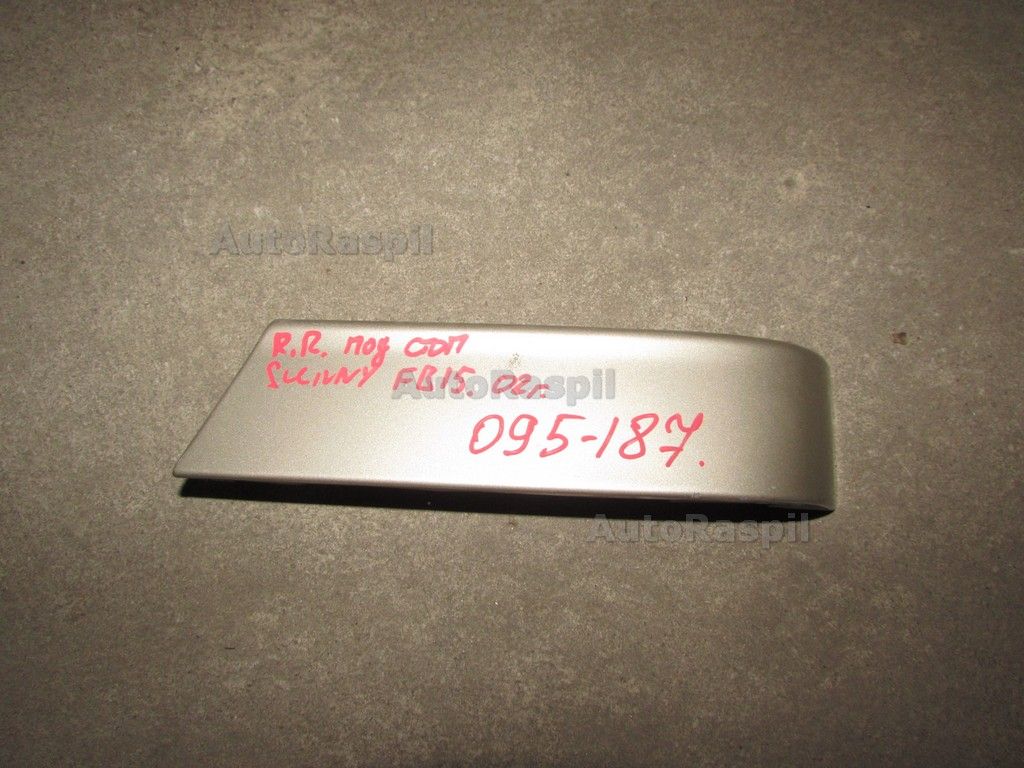 AutoRaspil
R.R. под СОП
SUNNY FB15. 02г.
AutoRaspil
095-187.
AutoRaspil